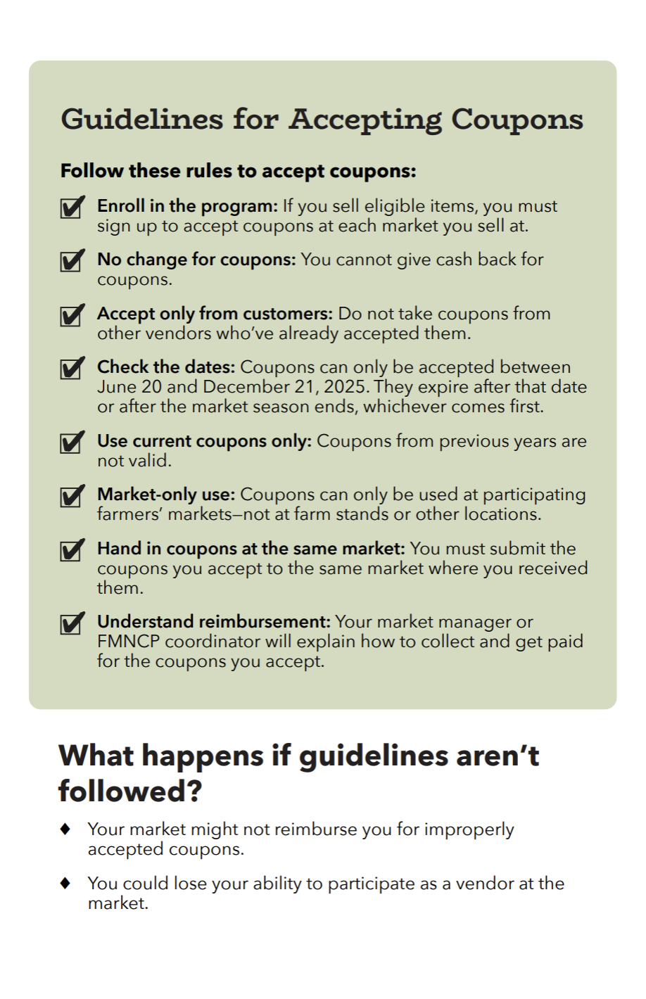 Guidelines for Accepting Coupons
Follow these rules to accept coupons:
Enroll in the program: If you sell eligible items, you must
sign up to accept coupons at each market you sell at.
No change for coupons: You cannot give cash back for
coupons.
Accept only from customers: Do not take coupons from
other vendors who’ve already accepted them.
Check the dates: Coupons can only be accepted between
June 20 and December 21, 2025. They expire after that date
or after the market season ends, whichever comes first.
Use current coupons only: Coupons from previous years are
not valid.
Market-only use: Coupons can only be used at participating
farmers’ markets—not at farm stands or other locations.
Hand in coupons at the same market: You must submit the
coupons you accept to the same market where you received
them.
Understand reimbursement: Your market manager or
FMNCP coordinator will explain how to collect and get paid
for the coupons you accept.
What happens if guidelines aren’t
followed?
♦ Your market might not reimburse you for improperly
accepted coupons.
♦ You could lose your ability to participate as a vendor at the
market.